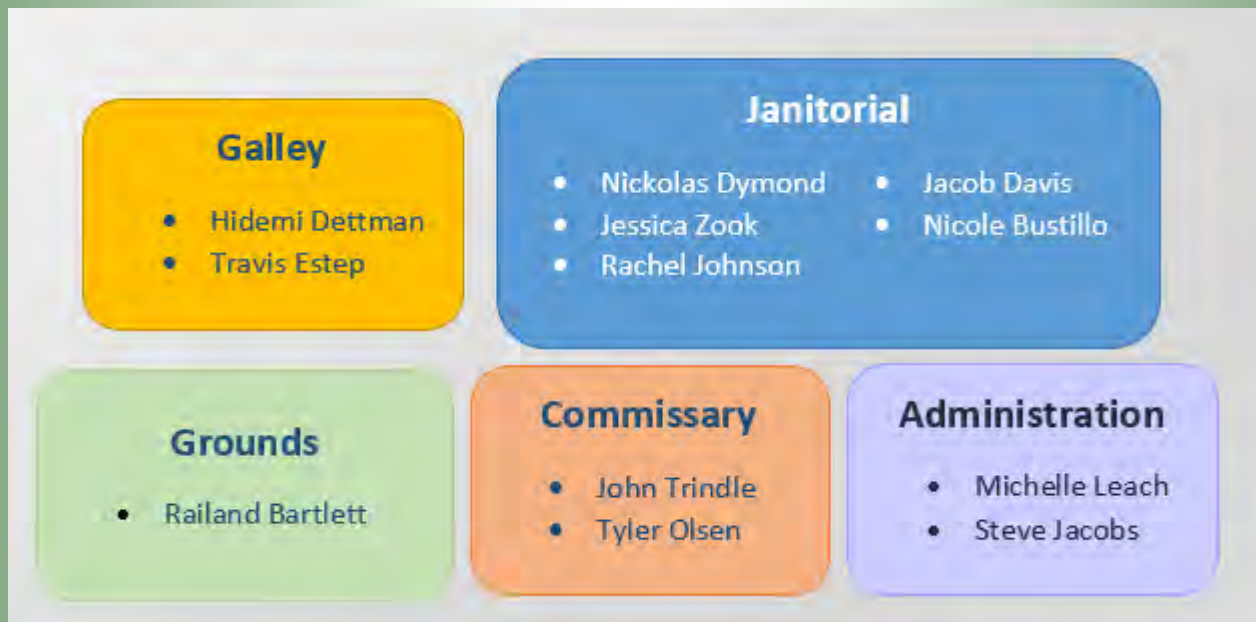 Galley
• Hidemi Dettman
• Travis Estep
Janitorial
• Nickolas Dymond
• Jessica Zook
• Rachel Johnson
• Jacob Davis
• Nicole Bustillo
Grounds
• Railand Bartlett
Commissary
• John Trindle
• Tyler Olsen
Administration
• Michelle Leach
• Steve Jacobs